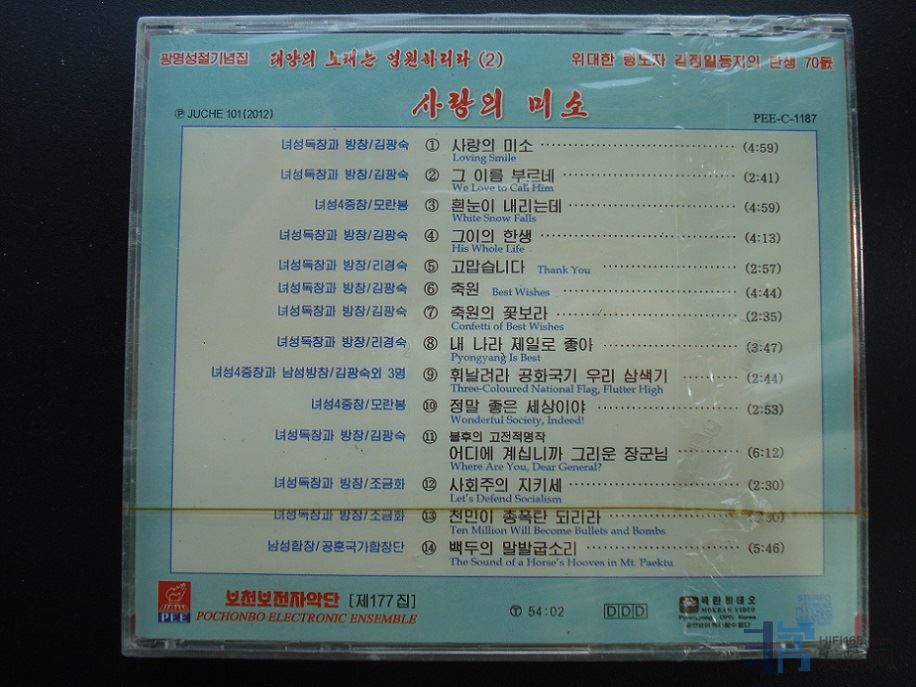 광명성절기념집 태양의 노래는 영원하리라 (2) 위대한 령도자 김정일동지의 탄생 70돐
사랑의 미소
Ⓟ JUCHE 101(2012) PEE-C-1187
녀성독창과 방창/김광숙 ① 사랑의 미소 (4:59)
Loving Smile
녀성독창과 방창/김광숙 ② 그 이름 부르네 (2:41)
We Love to Call Him
녀성4중창/모란봉 ③ 흰눈이 내리는데 (4:59)
White Snow Falls
녀성독창과 방창/김광숙 ④ 그이의 한생 (4:13)
His Whole Life
녀성독창과 방창/리경숙 ⑤ 고맙습니다 Thank You (2:57)
녀성독창과 방창/김광숙 ⑥ 축원 Best Wishes (4:44)
녀성독창과 방창/김광숙 ⑦ 축원의 꽃보라 (2:35)
Confetti of Best Wishes
녀성독창과 방창/리경숙 ⑧ 내 나라 제일로 좋아 (3:47)
Pyongyang Is Best
녀성4중창과 남성방창/김광숙외 3명 ⑨ 휘날려라 공화국기 우리 삼색기 (2:44)
Three-Coloured National Flag, Flutter High
녀성4중창/모란봉 ⑩ 정말 좋은 세상이야 (2:53)
Wonderful Society, Indeed!
녀성독창과 방창/김광숙 ⑪ 불후의 고전적명작
어디에 계십니까 그리운 장군님 (6:12)
Where Are You, Dear General?
녀성독창과 방창/조금화 ⑫ 사회주의 지키세 (2:30)
Let's Defend Socialism
녀성독창과 방창/조금화 ⑬ 천만이 총폭탄 되리라
Ten Million Will Become Bullets and Bombs
남성합창/공훈국가합창단 ⑭ 백두의 말발굽소리 (5:46)
The Sound of a Horse's Hooves in Mt. Paektu
PEE 보천보전자악단 [제177집]
POCHONBO ELECTRONIC ENSEMBLE
Ⓣ 54:02 DDD
목란비데오
MOKRAN VIDEO
Pyongyang, DPR Korea
STEREO
HIFI168